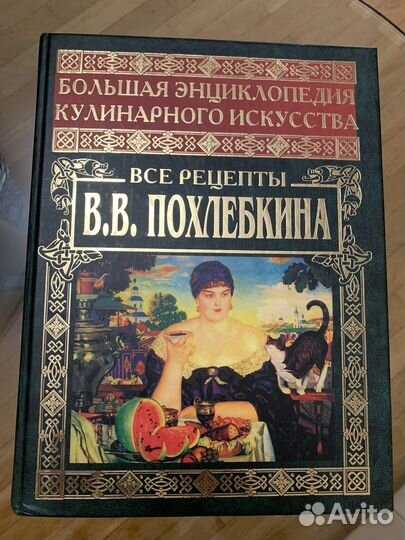 БОЛЬШАЯ ЭНЦИКЛОПЕДИЯ
КУЛИНАРНОГО ИСКУССТВА
ВСЕ РЕЦЕПТЫ
В.В. ПОХЛЕБКИНА
Avito